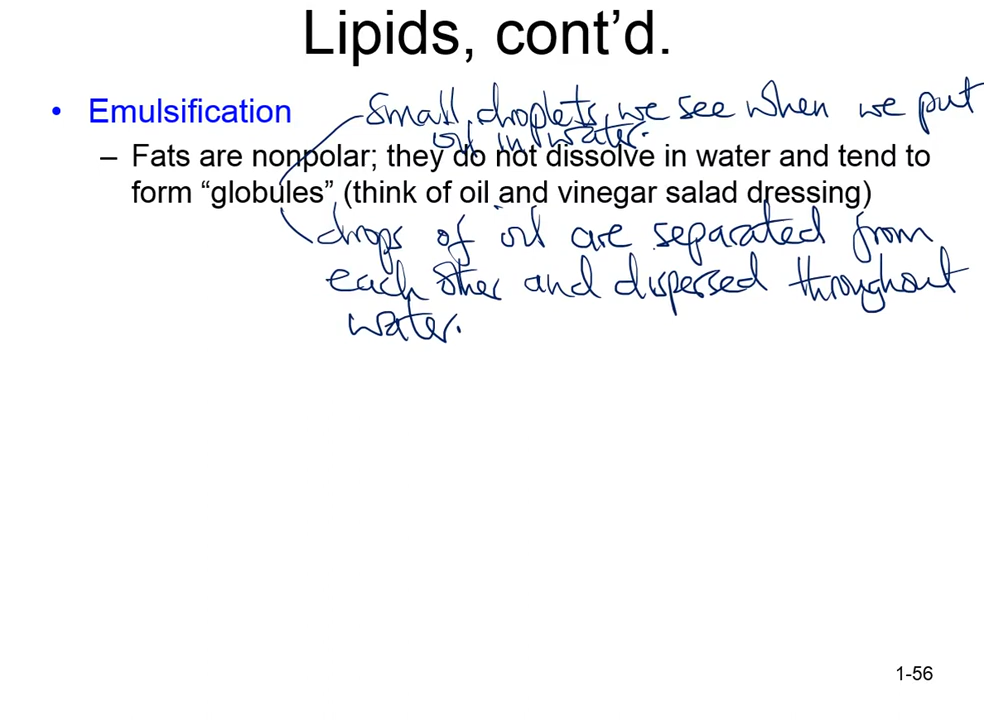 Lipids, cont’d.
• Emulsification
small droplets we see when we put
oil in water.
– Fats are nonpolar; they do not dissolve in water and tend to
form “globules” (think of oil and vinegar salad dressing)
drops of oil are separated from
each other and dispersed throughout
water.
1-56